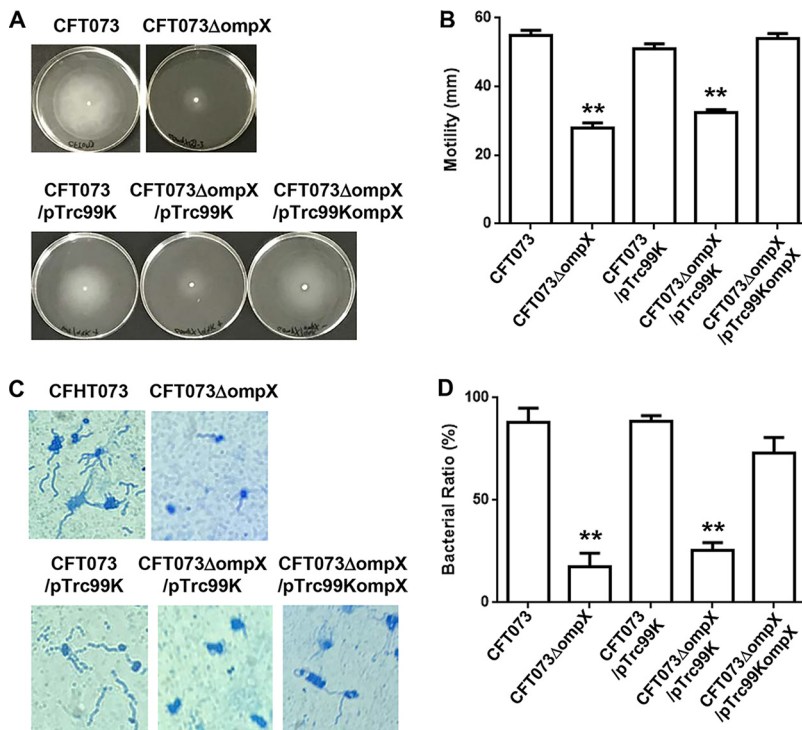 A
CFT073 CFT073ΔompX
CFT073 CFT073ΔompX CFT073ΔompX
/pTrc99K /pTrc99K /pTrc99KompX
B
Motility (mm)
60
40
20
0
** **
CFT073
CFT073ΔompX
CFT073
/pTrc99K
CFT073ΔompX
/pTrc99K
CFT073ΔompX
/pTrc99KompX
C
CFHT073 CFT073ΔompX
CFT073 CFT073ΔompX CFT073ΔompX
/pTrc99K /pTrc99K /pTrc99KompX
D
Bacterial Ratio (%)
100
50
0
** **
CFT073
CFT073ΔompX
CFT073
/pTrc99K
CFT073ΔompX
/pTrc99K
CFT073ΔompX
/pTrc99KompX